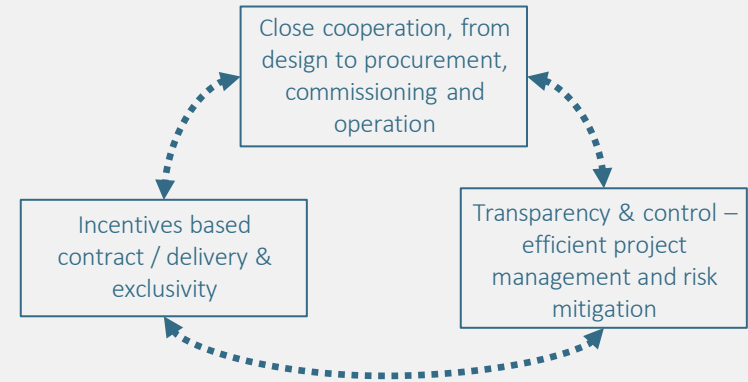 Close cooperation, from
design to procurement,
commissioning and
operation
Incentives based
contract / delivery &
exclusivity
Transparency & control –
efficient project
management and risk
mitigation